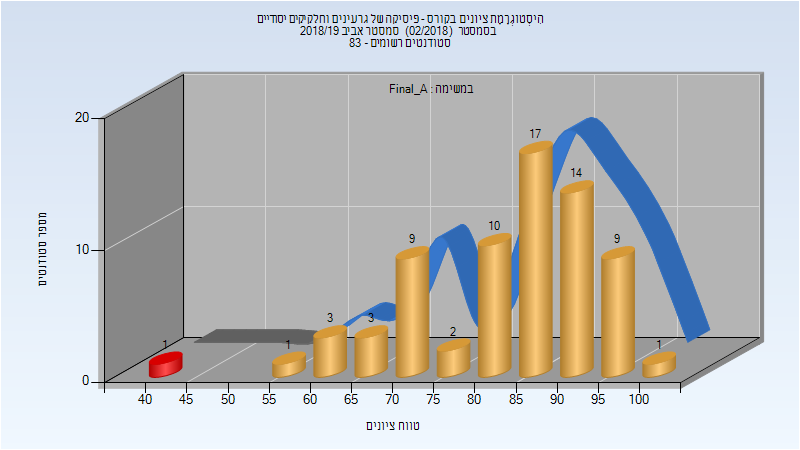 היסטוגרמת ציונים בקורס - פיסיקה של גרעינים וחלקיקים יסודיים
בסמסטר (02/2018) סמסטר אביב 2018/19
סטודנטים רשומים - 83
במשימה : Final_A
מספר סטודנטים
20
10
0
1
1
3
3
9
2
10
17
14
9
1
40 45 50 55 60 65 70 75 80 85 90 95 100
טווח ציונים